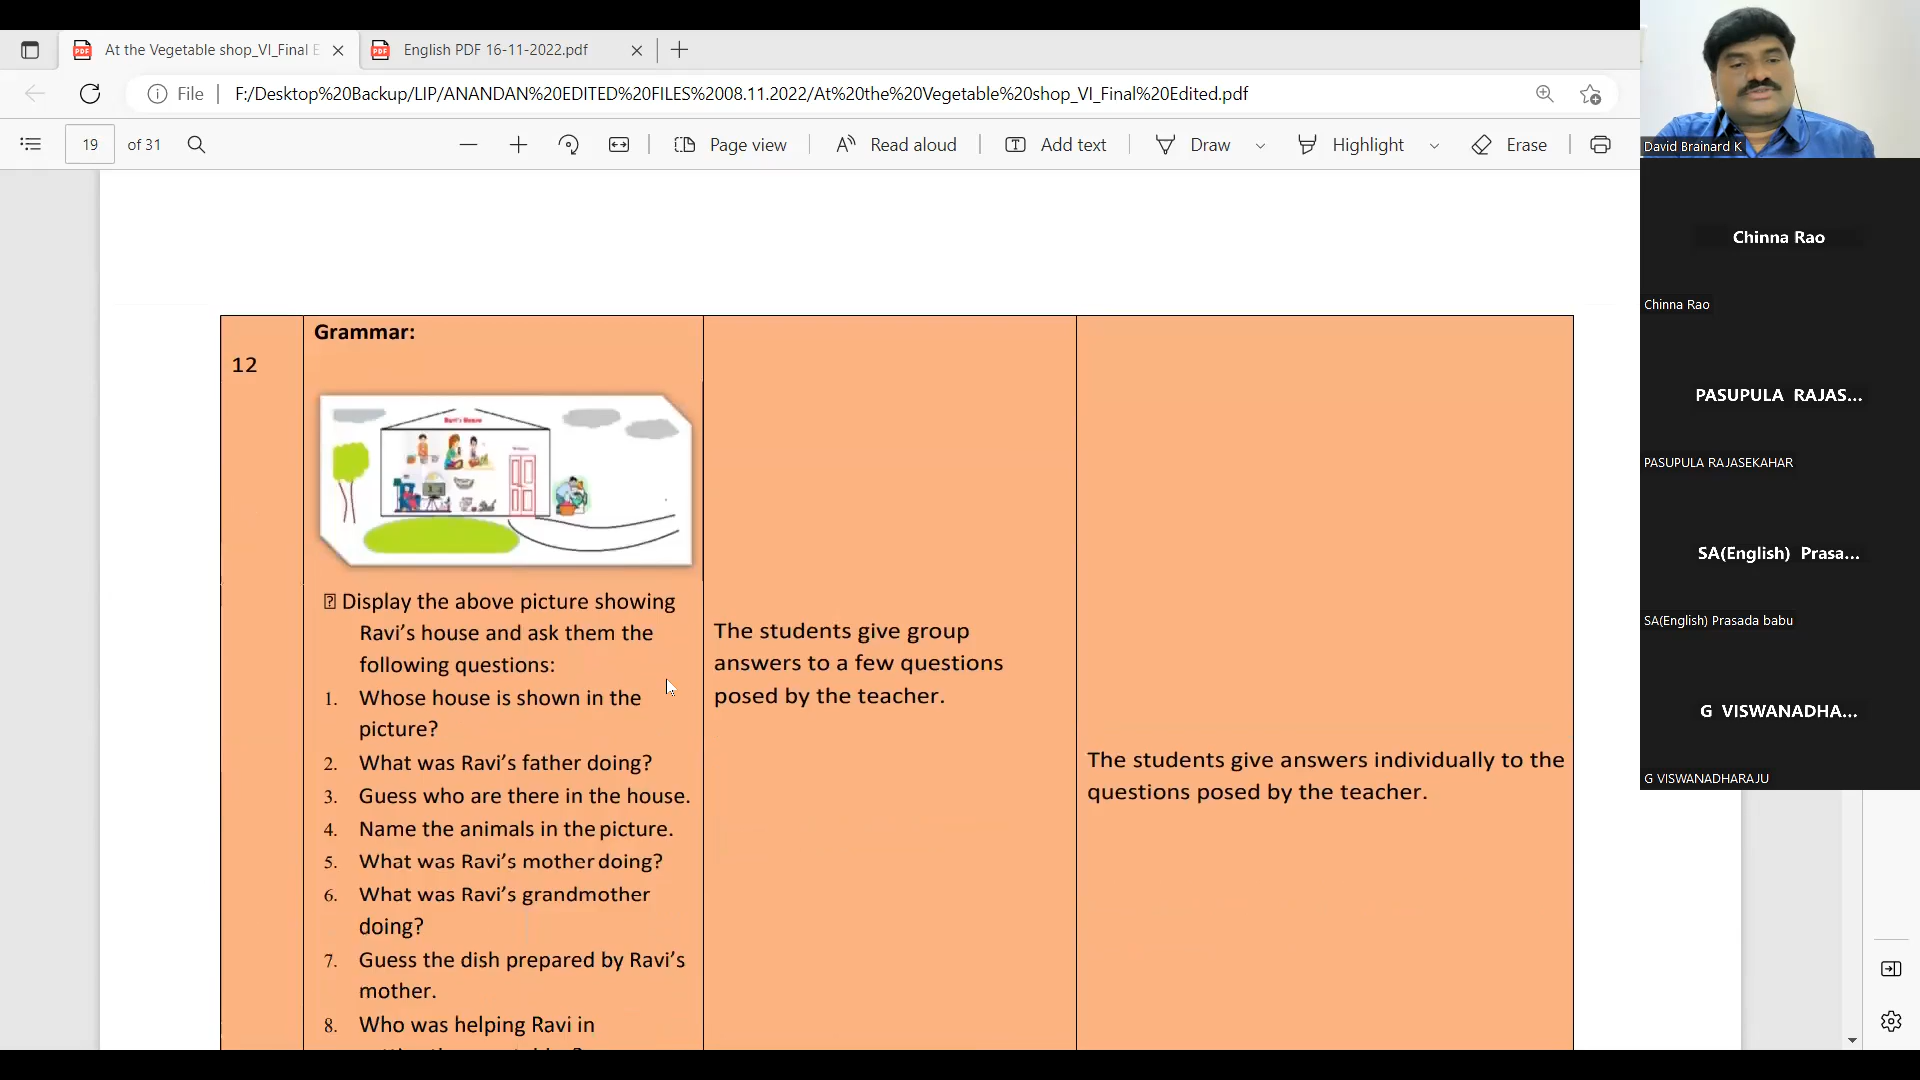 At the Vegetable shop_VI_Final E
English PDF 16-11-2022.pdf
File
F:/Desktop%20Backup/LIP/ANANDAN%20EDITED%20FILES%2008.11.2022/At%20the%20Vegetable%20shop_VI_Final%20Edited.pdf
19 of 31
Page view
Read aloud
Add text
Draw
Highlight
Erase
12
Grammar:
Ravi's House
Display the above picture showing
Ravi's house and ask them the
following questions:
1. Whose house is shown in the
picture?
2. What was Ravi's father doing?
3. Guess who are there in the house.
4. Name the animals in the picture.
5. What was Ravi's mother doing?
6. What was Ravi's grandmother
doing?
7. Guess the dish prepared by Ravi's
mother.
8. Who was helping Ravi in
The students give group
answers to a few questions
posed by the teacher.
The students give answers individually to the
questions posed by the teacher.
David Brainard K
Chinna Rao
Chinna Rao
PASUPULA RAJAS...
PASUPULA RAJASEKAHAR
SA(English) Prasa...
SA(English) Prasada babu
G VISWANADHA...
G VISWANADHARAJU